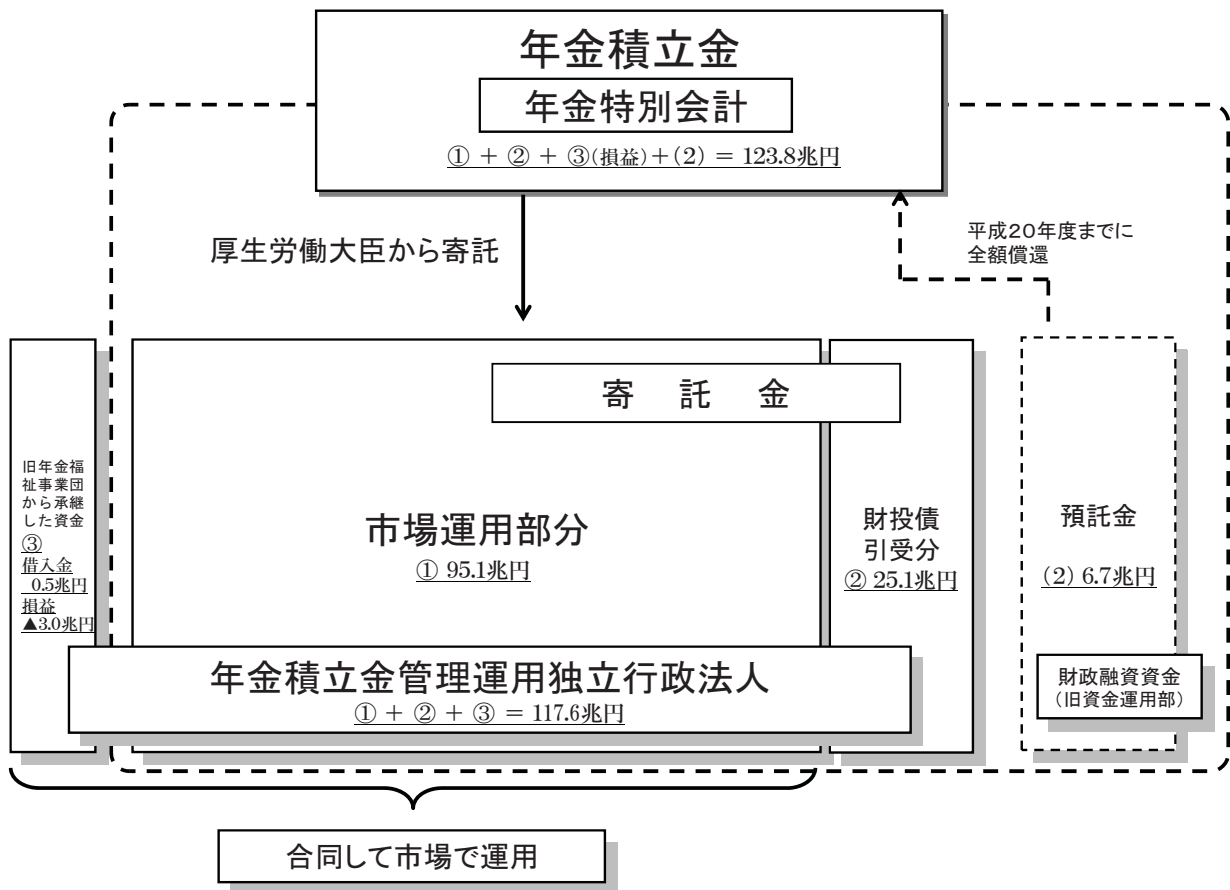 年金積立金
年金特別会計
① + ② + ③(損益)+(2) = 123.8兆円
厚生労働大臣から寄託
平成20年度までに
全額償還
旧年金福
祉事業団
から承継
した資金
③
借入金
0.5兆円
損益
▲3.0兆円
寄 託 金
市場運用部分
① 95.1兆円
財投債
引受分
② 25.1兆円
預託金
(2) 6.7兆円
年金積立金管理運用独立行政法人
① + ② + ③ = 117.6兆円
財政融資資金
（旧資金運用部）
合同して市場で運用